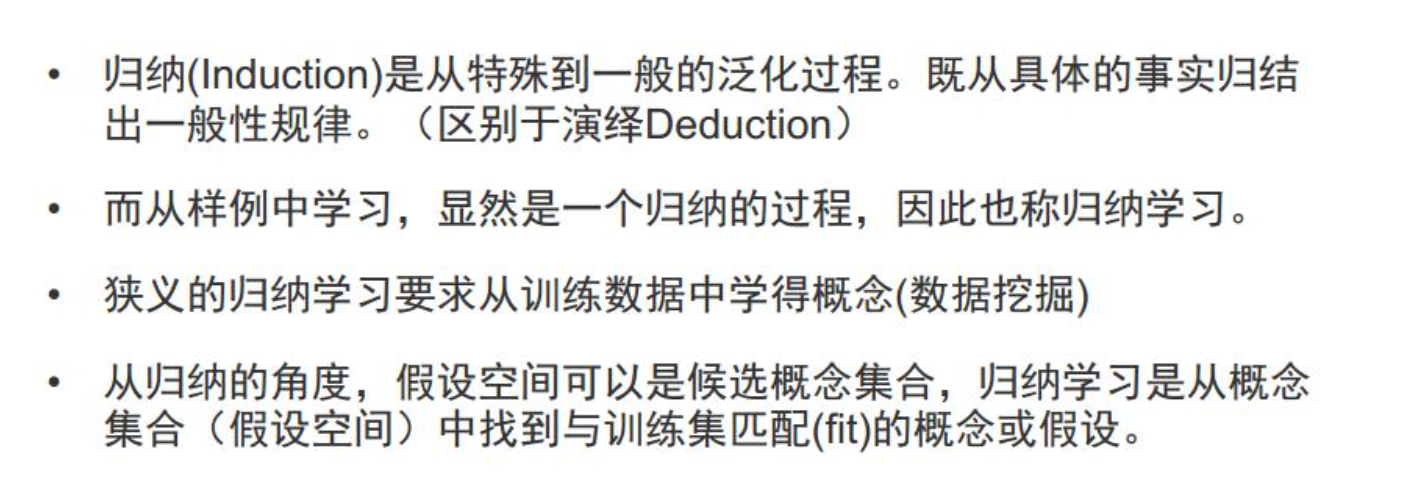 • 归纳(Induction)是从特殊到一般的泛化过程。既从具体的事实归结
出一般性规律。（区别于演绎Deduction）
• 而从样例中学习，显然是一个归纳的过程，因此也称归纳学习。
• 狭义的归纳学习要求从训练数据中学得概念(数据挖掘)
• 从归纳的角度，假设空间可以是候选概念集合，归纳学习是从概念
集合（假设空间）中找到与训练集匹配(fit)的概念或假设。